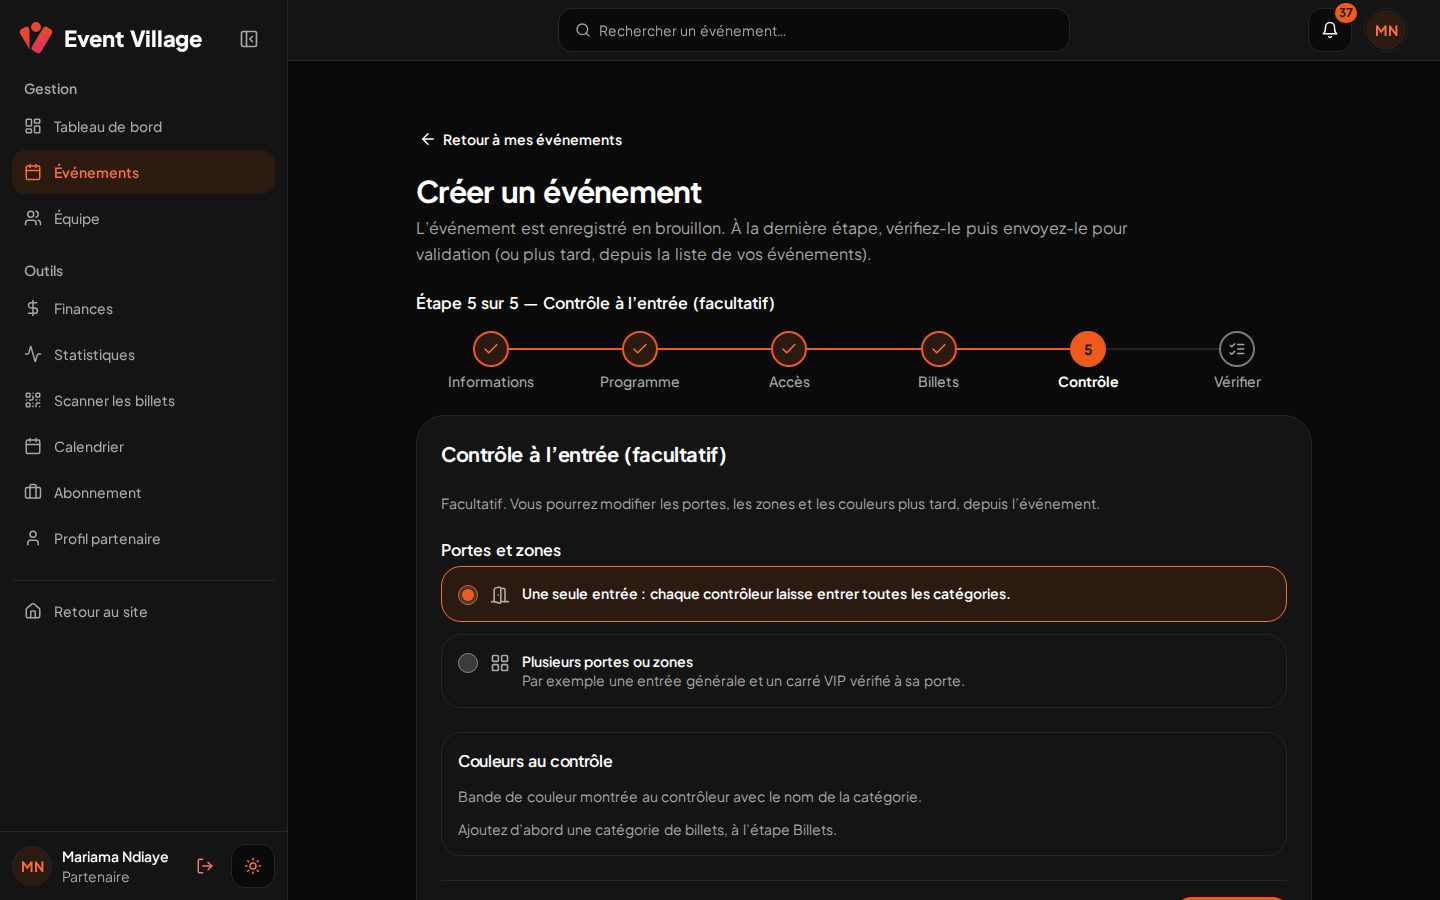 Event Village
Rechercher un événement…
37
MN
Gestion
Tableau de bord
Événements
Équipe
Outils
Finances
Statistiques
Scanner les billets
Calendrier
Abonnement
Profil partenaire
Retour au site
MN
Mariama Ndiaye
Partenaire
Retour à mes événements
Créer un événement
L’événement est enregistré en brouillon. À la dernière étape, vérifiez-le puis envoyez-le pour
validation (ou plus tard, depuis la liste de vos événements).
Étape 5 sur 5 — Contrôle à l’entrée (facultatif)
5
Informations
Programme
Accès
Billets
Contrôle
Vérifier
Contrôle à l’entrée (facultatif)
Facultatif. Vous pourrez modifier les portes, les zones et les couleurs plus tard, depuis l’événement.
Portes et zones
Une seule entrée : chaque contrôleur laisse entrer toutes les catégories.
Plusieurs portes ou zones
Par exemple une entrée générale et un carré VIP vérifié à sa porte.
Couleurs au contrôle
Bande de couleur montrée au contrôleur avec le nom de la catégorie.
Ajoutez d’abord une catégorie de billets, à l’étape Billets.